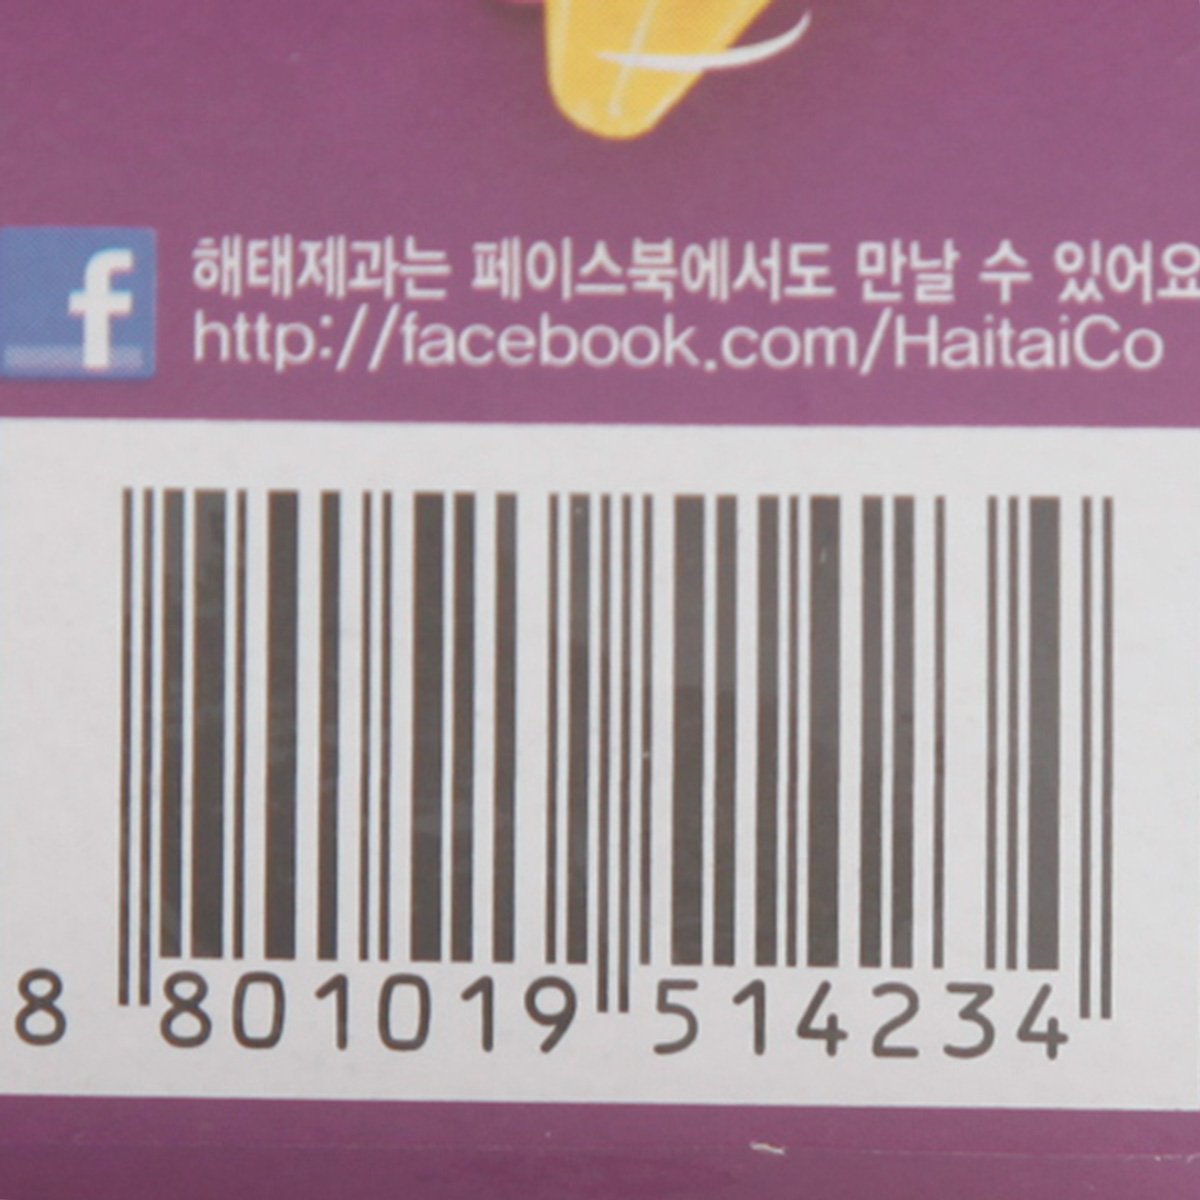 f
해태제과는 페이스북에서도 만날 수 있어요
http://facebook.com/HaitaiCo
8 801019 514234